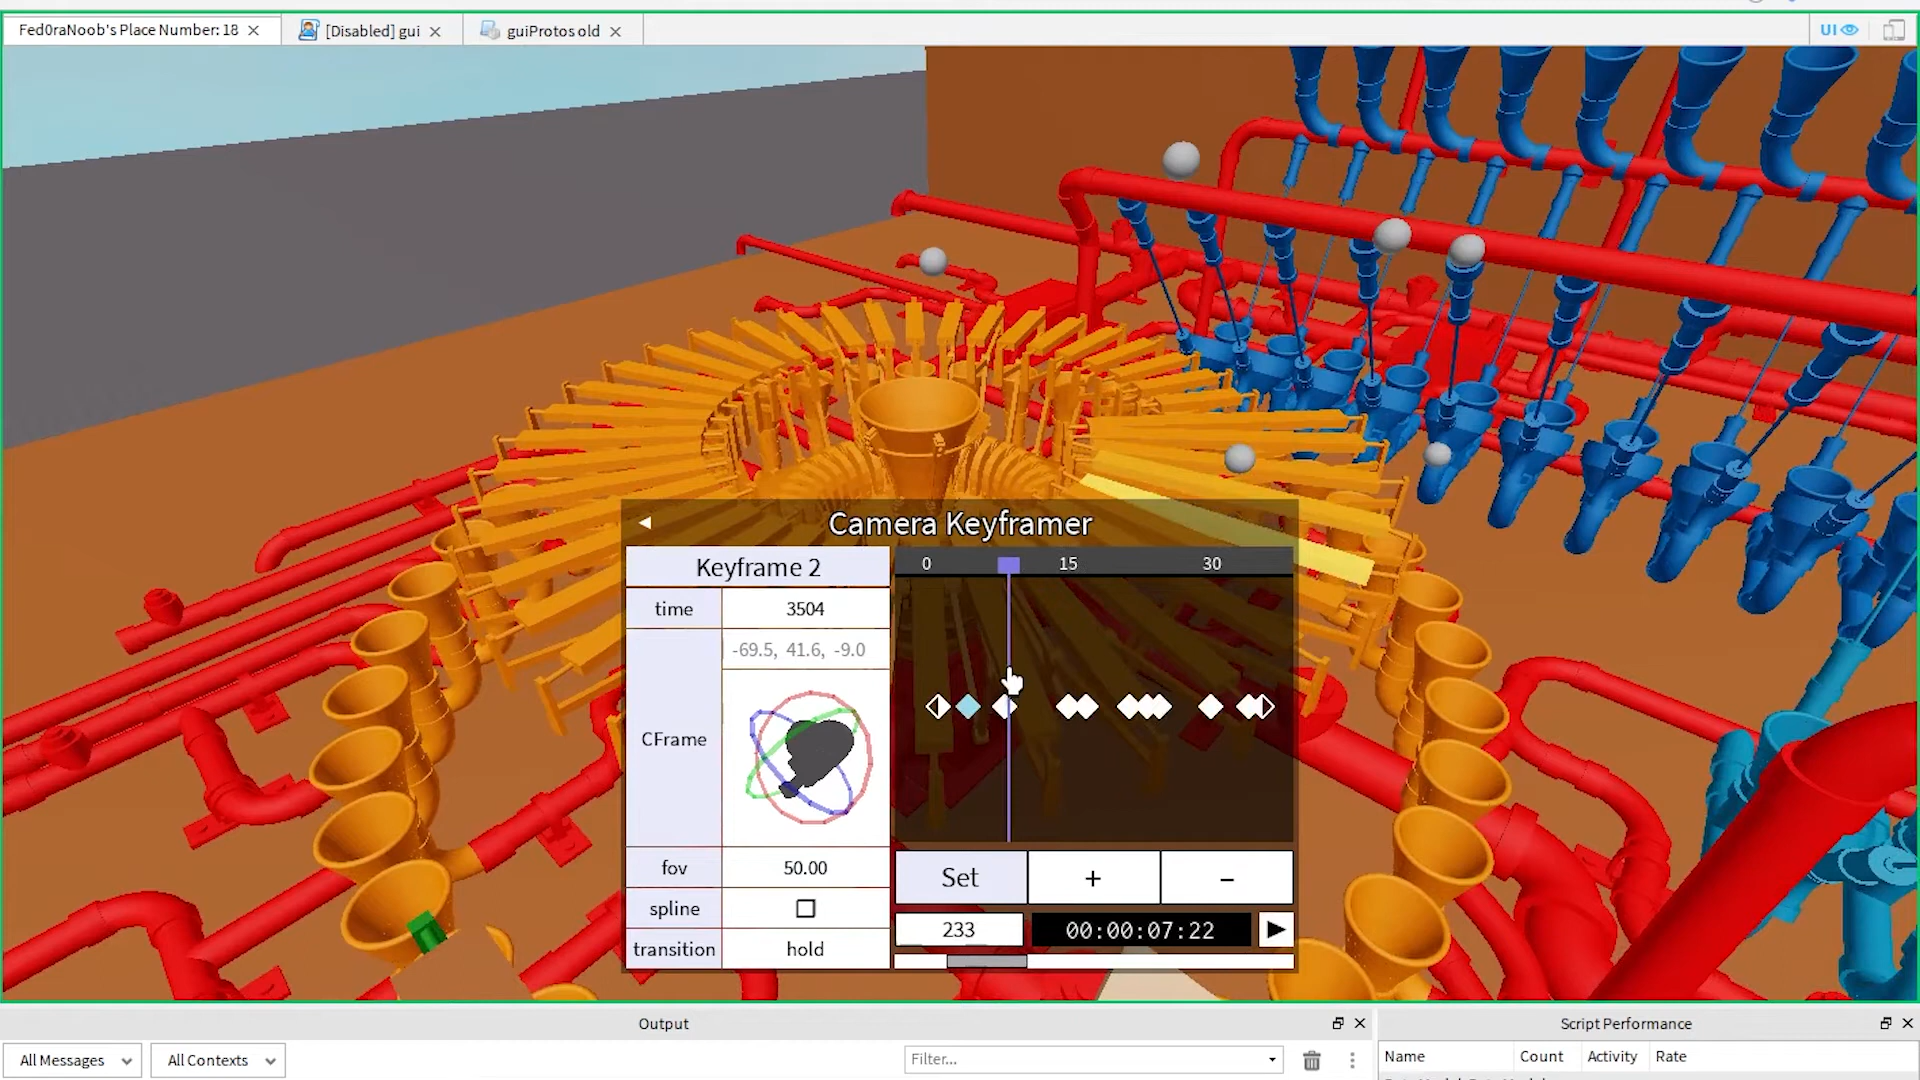 Fed0raNoob's Place Number: 18
[Disabled] gui
guiProtos old
UI
Camera Keyframer
Keyframe 2
time 3504
CFrame -69.5, 41.6, -9.0
fov 50.00
spline
transition hold
0 15 30
Set + -
233 00:00:07:22
Output
Script Performance
All Messages All Contexts Filter...
Name Count Activity Rate